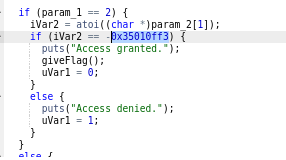 if (param_1 == 2) {
iVar2 = atoi((char *)param_2[1]);
if (iVar2 == -0x35010ff3) {
puts("Access granted.");
giveFlag();
uVar1 = 0;
}
else {
puts("Access denied.");
uVar1 = 1;
}
}
else {